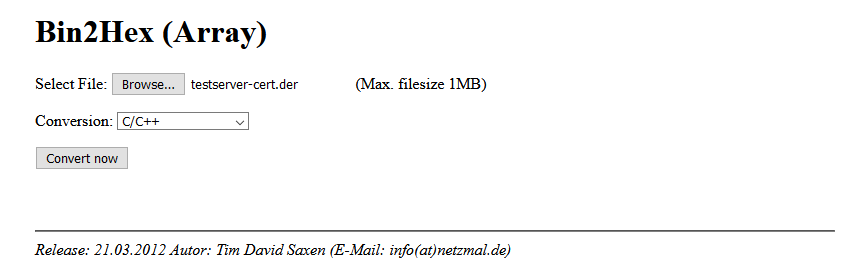 Bin2Hex (Array)
Select File: Browse... testserver-cert.der (Max. filesize 1MB)
Conversion: C/C++
Convert now
Release: 21.03.2012 Autor: Tim David Saxen (E-Mail: info(at)netzmal.de)